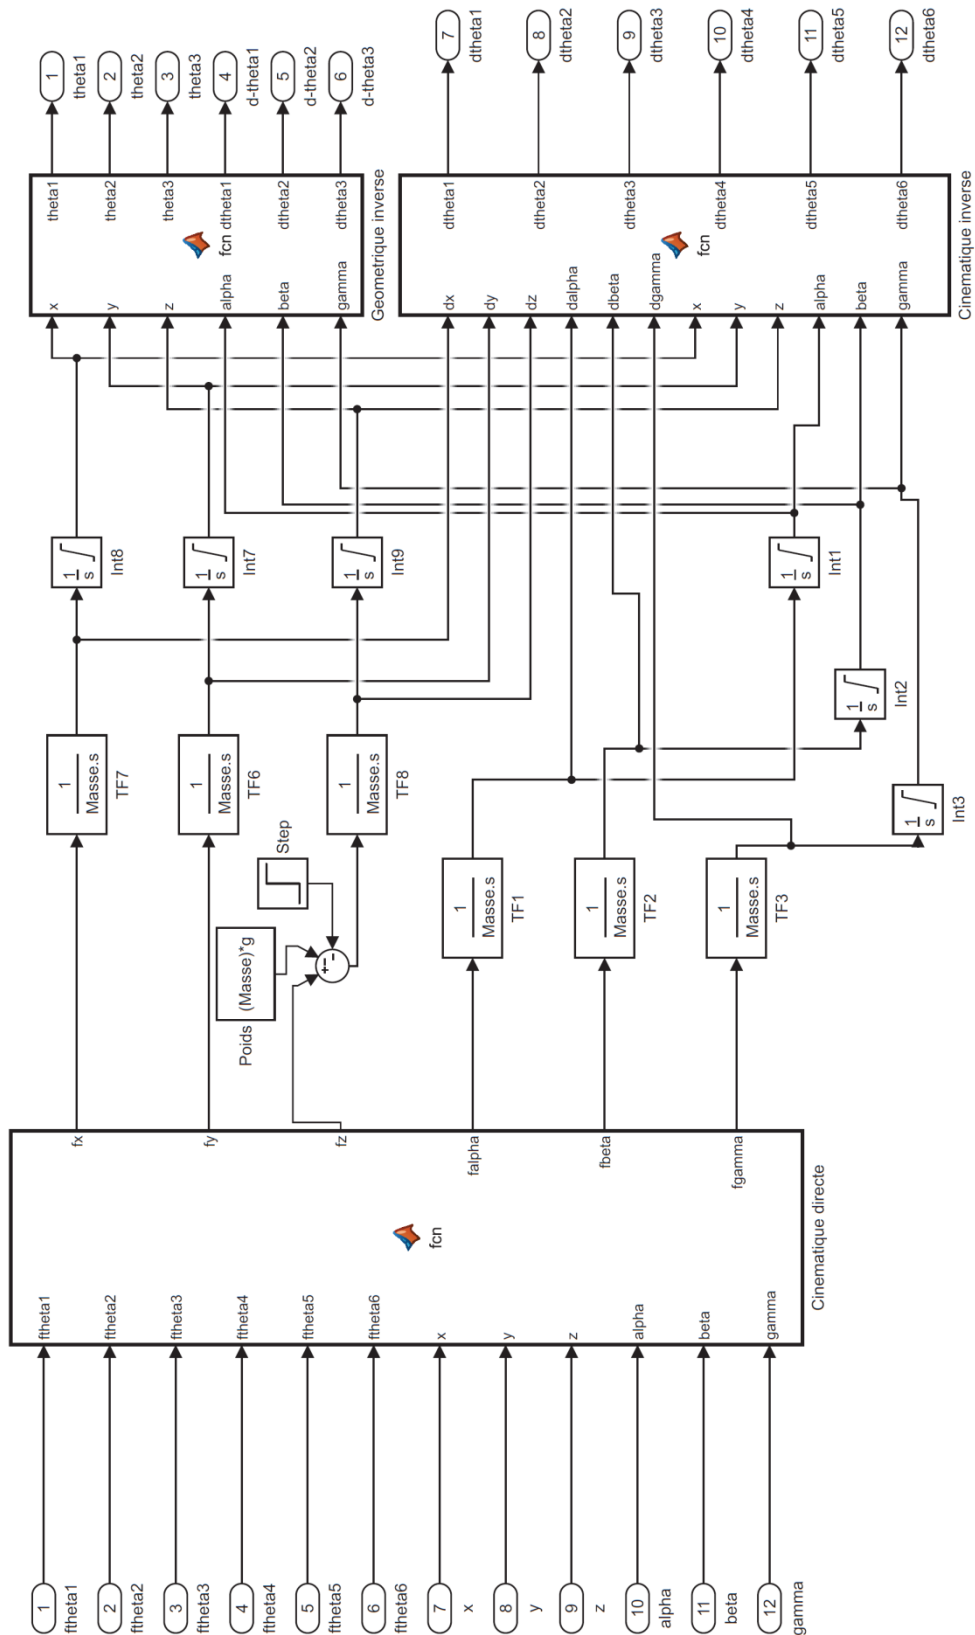 1
ftheta1
2
ftheta2
3
ftheta3
4
ftheta4
5
ftheta5
6
ftheta6
7
x
8
y
9
z
10
alpha
11
beta
12
gamma
ftheta1
ftheta2
ftheta3
ftheta4
ftheta5
ftheta6
x
y
z
alpha
beta
gamma
fcn
fx
fy
fz
falpha
fbeta
fgamma
Cinematique directe
Poids
(Masse)*g
Step
+
-
-
1
Masse.s
TF7
1
Masse.s
TF6
1
Masse.s
TF8
1
Masse.s
TF1
1
Masse.s
TF2
1
Masse.s
TF3
1
s
Int8
1
s
Int7
1
s
Int9
1
s
Int1
1
s
Int2
1
s
Int3
x
y
z
alpha
beta
gamma
fcn
theta1
theta2
theta3
dtheta1
dtheta2
dtheta3
Geometrique inverse
dx
dy
dz
dalpha
dbeta
dgamma
x
y
z
alpha
beta
gamma
fcn
dtheta1
dtheta2
dtheta3
dtheta4
dtheta5
dtheta6
Cinematique inverse
1
theta1
2
theta2
3
theta3
4
d-theta1
5
d-theta2
6
d-theta3
7
dtheta1
8
dtheta2
9
dtheta3
10
dtheta4
11
dtheta5
12
dtheta6